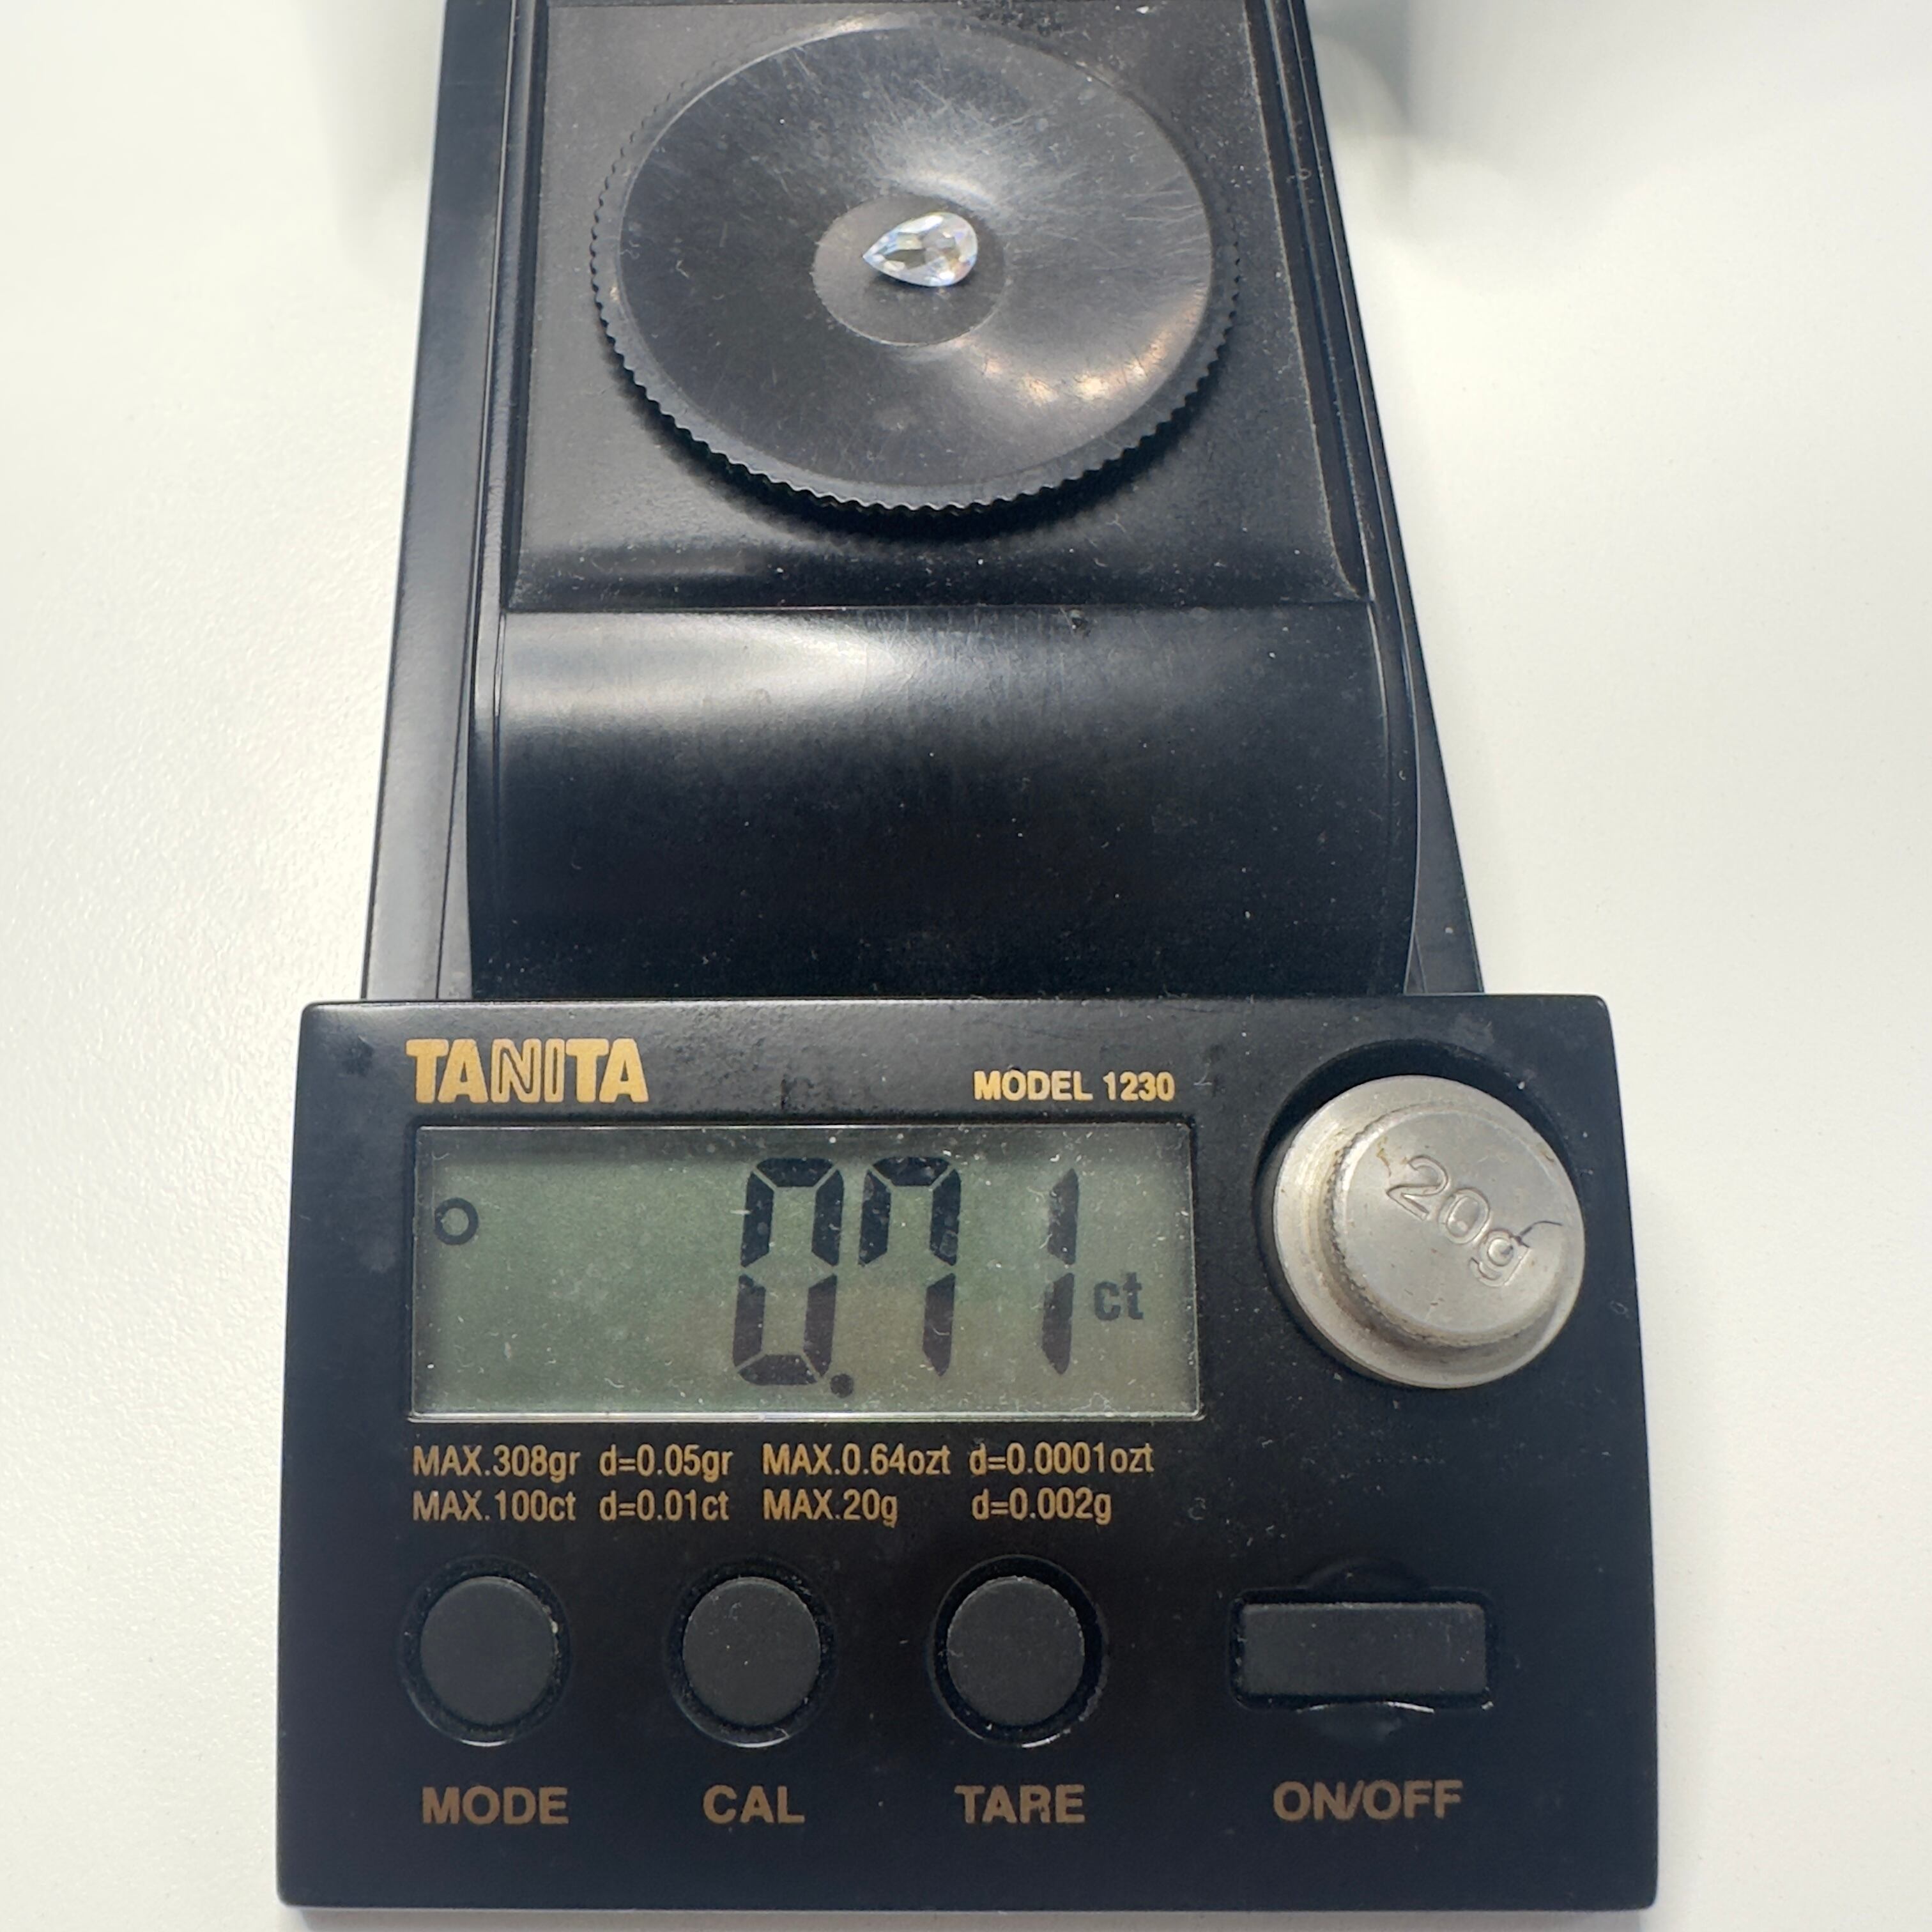 TANITA
MODEL 1230
0.71 ct
20g
MAX.308gr d=0.05gr MAX.0.64ozt d=0.0001ozt
MAX.100ct d=0.01ct MAX.20g d=0.002g
MODE CAL TARE ON/OFF